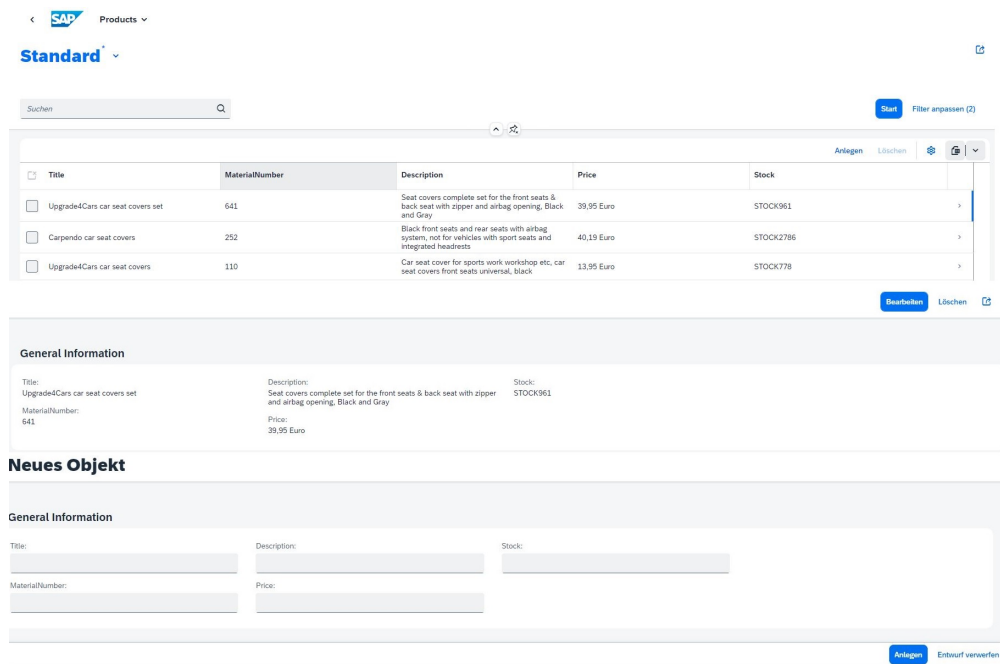 SAP Products
Standard*
Suchen
Start Filter anpassen (2)
Anlegen Löschen
Title MaterialNumber Description Price Stock
Upgrade4Cars car seat covers set 641 Seat covers complete set for the front seats & 39,95 Euro STOCK961
back seat with zipper and airbag opening, Black
and Gray
Carpendo car seat covers 252 Black front seats and rear seats with airbag 40,19 Euro STOCK2786
system, not for vehicles with sport seats and
integrated headrests
Upgrade4Cars car seat covers 110 Car seat cover for sports work workshop etc, car 13,95 Euro STOCK778
seat covers front seats universal, black
Bearbeiten Löschen
General Information
Title: Description: Stock:
Upgrade4Cars car seat covers set Seat covers complete set for the front seats & back seat with zipper STOCK961
and airbag opening, Black and Gray
MaterialNumber: Price:
641 39,95 Euro
Neues Objekt
General Information
Title: Description: Stock:
MaterialNumber: Price:
Anlegen Entwurf verwerfen